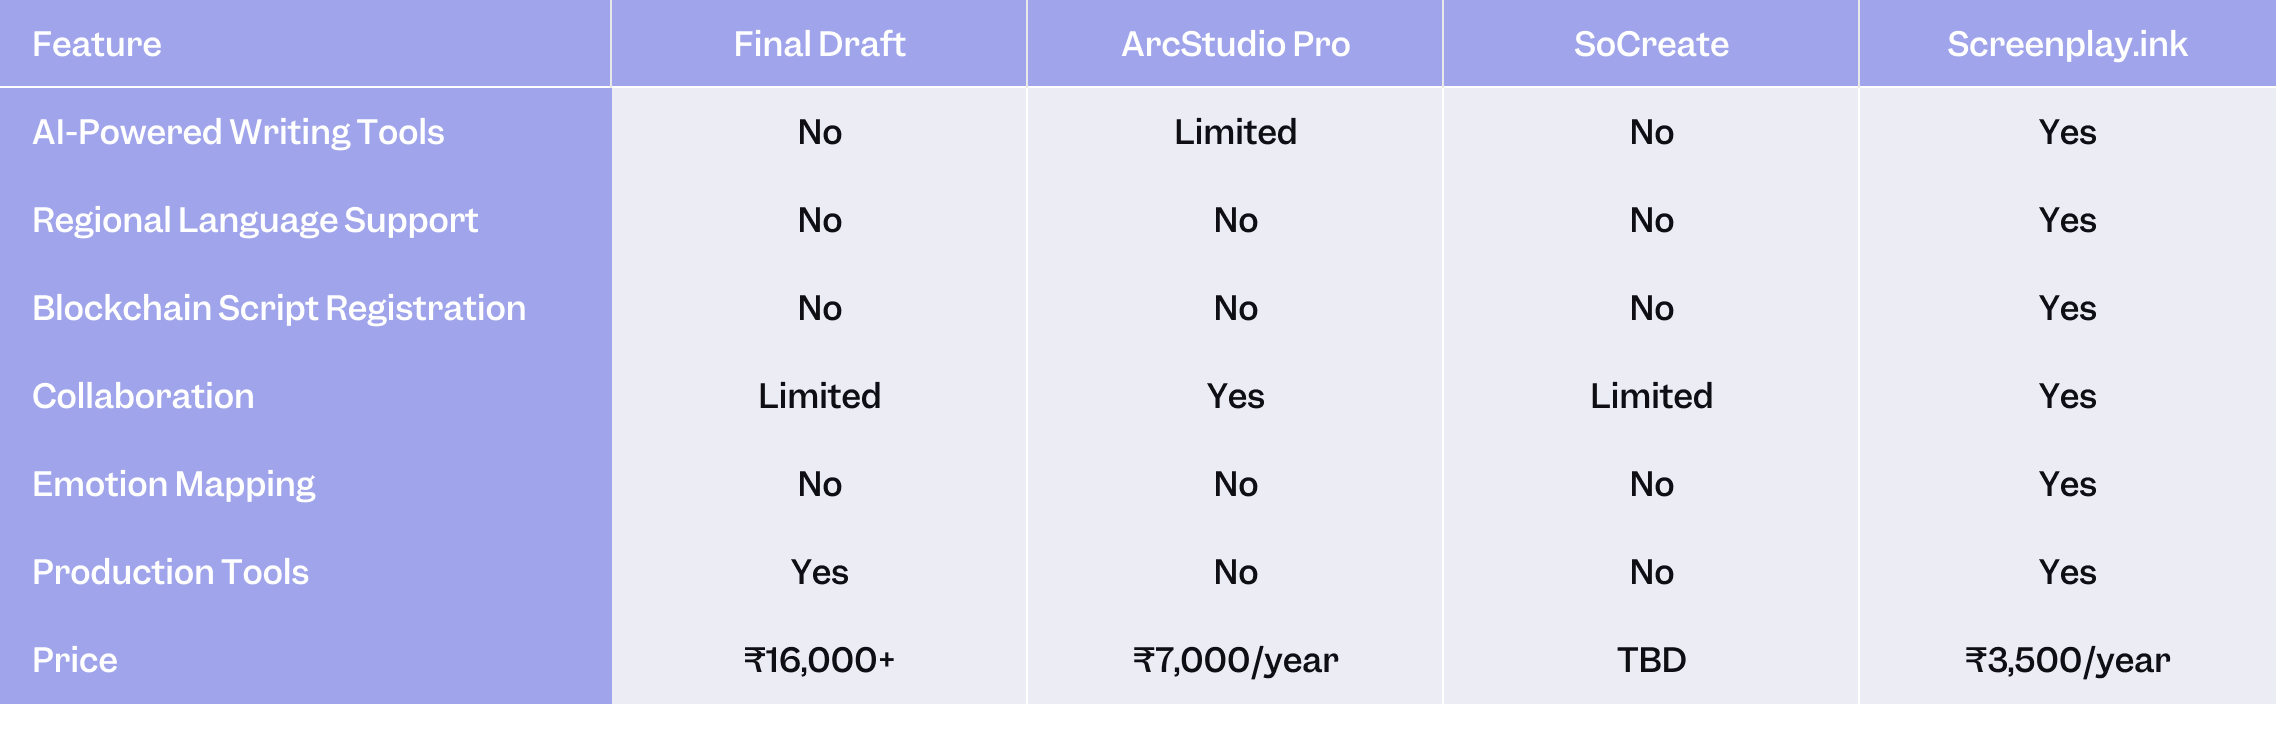 Feature Final Draft ArcStudio Pro SoCreate Screenplay.ink
AI-Powered Writing Tools No Limited No Yes
Regional Language Support No No No Yes
Blockchain Script Registration No No No Yes
Collaboration Limited Yes Limited Yes
Emotion Mapping No No No Yes
Production Tools Yes No No Yes
Price ₹16,000+ ₹7,000/year TBD ₹3,500/year